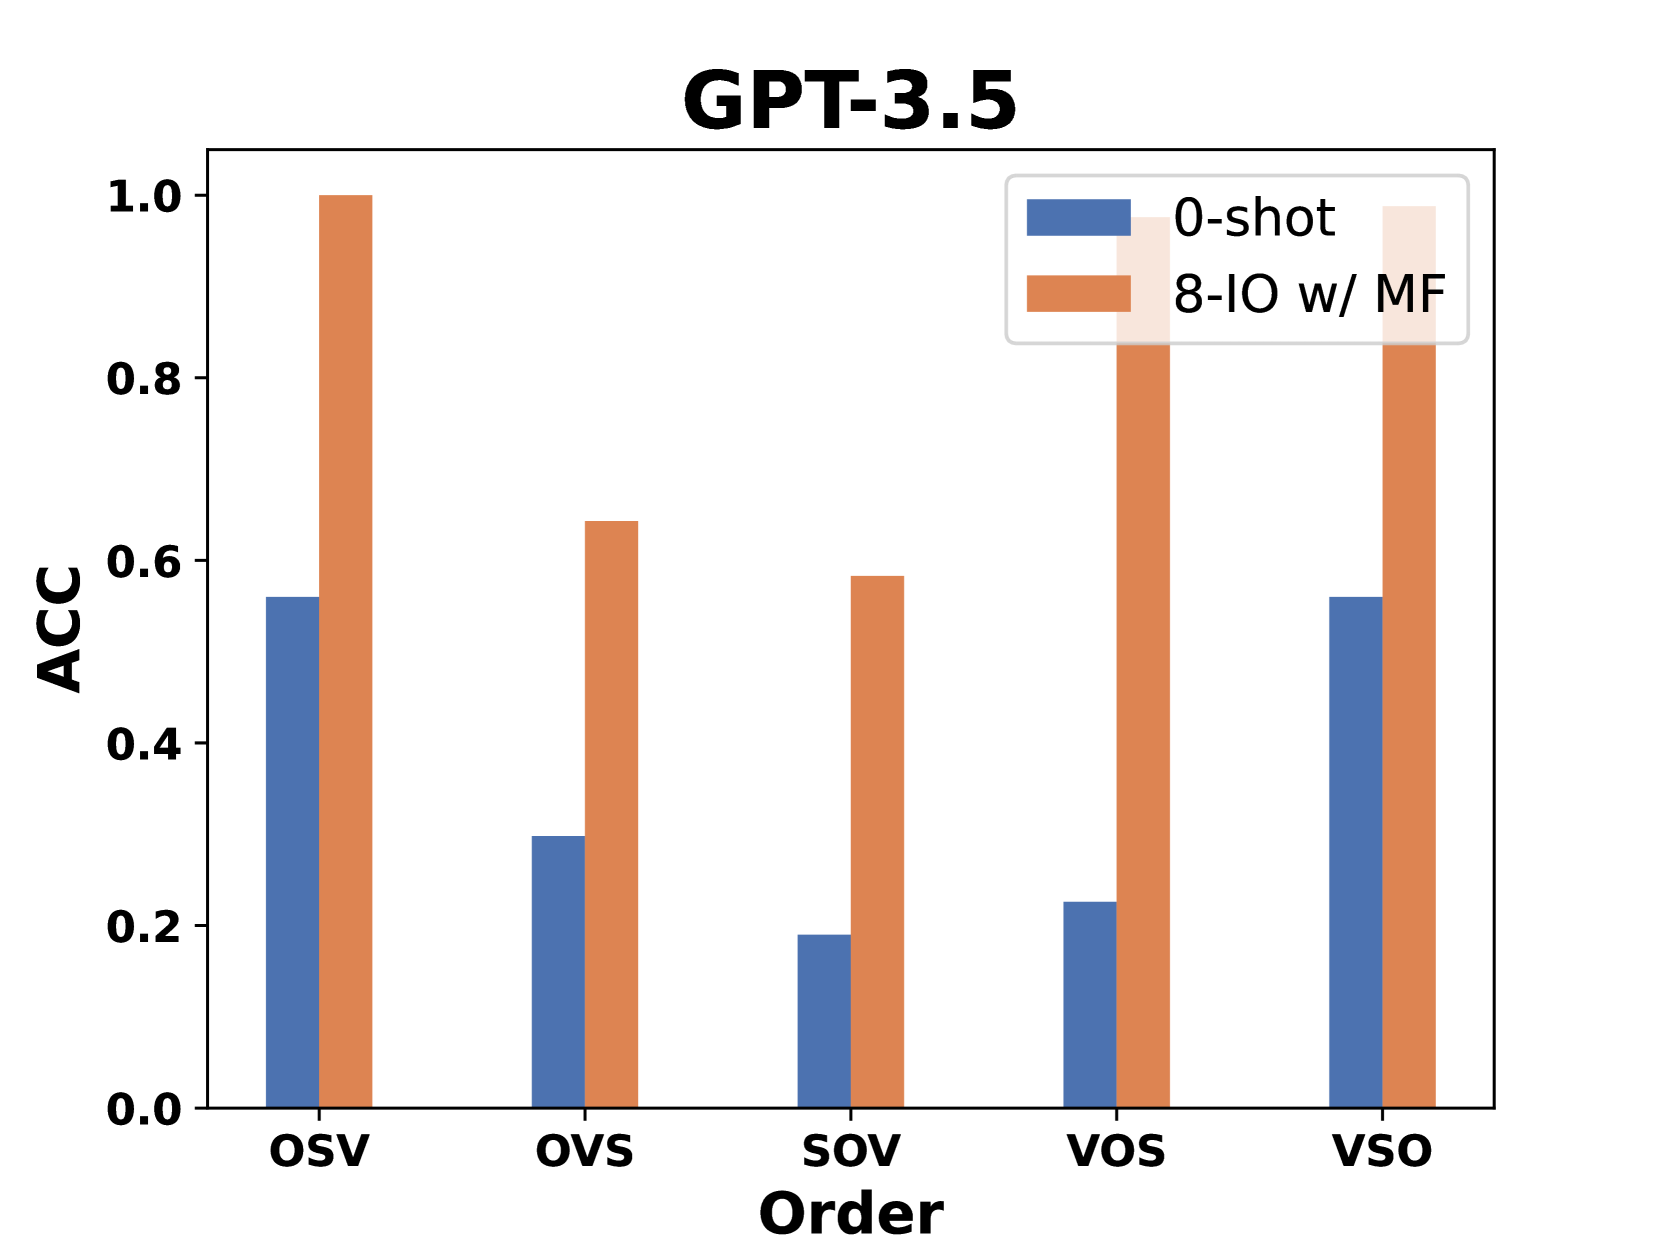 GPT-3.5
0-shot
8-IO w/ MF
1.0
0.8
0.6
0.4
0.2
0.0
ACC
OSV OVS SOV VOS VSO
Order